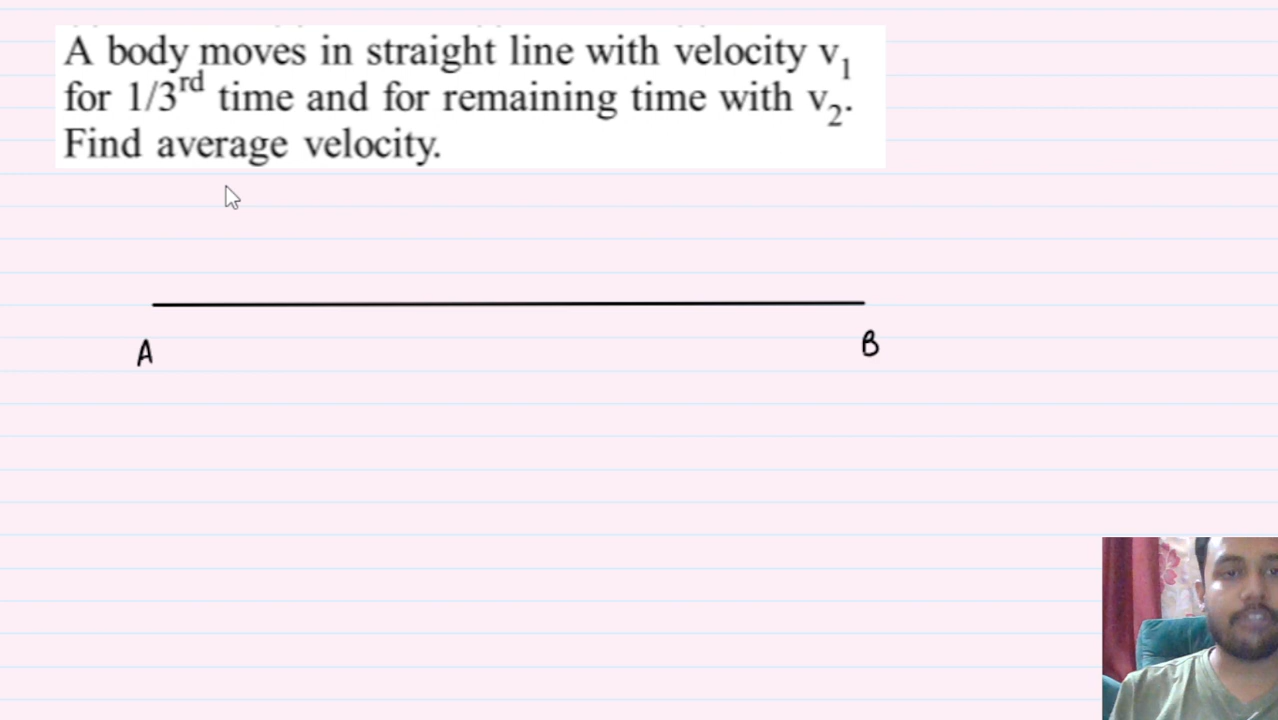 A body moves in straight line with velocity v₁
for 1/3ʳᵈ time and for remaining time with v₂.
Find average velocity.
A B